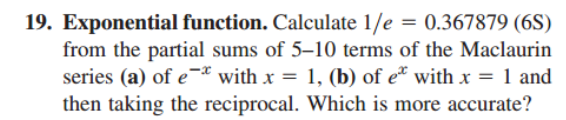 19. Exponential function. Calculate 1/e = 0.367879 (6S)
from the partial sums of 5–10 terms of the Maclaurin
series (a) of e⁻ˣ with x = 1, (b) of eˣ with x = 1 and
then taking the reciprocal. Which is more accurate?